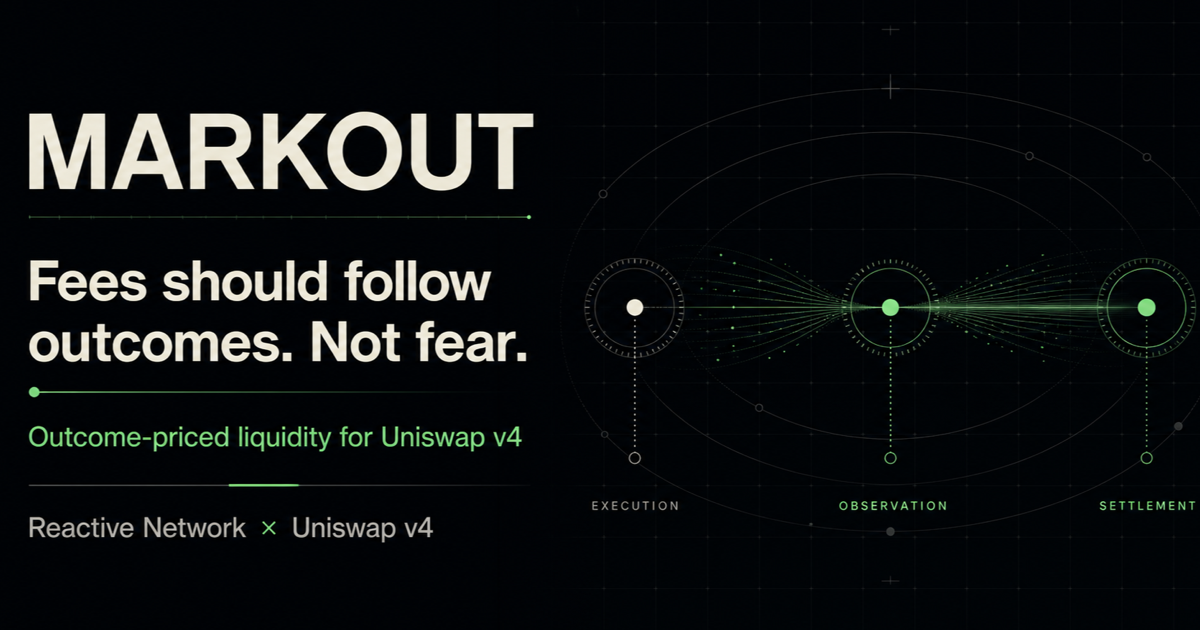 MARKOUT
Fees should follow
outcomes. Not fear.
Outcome-priced liquidity for Uniswap v4
Reactive Network × Uniswap v4
EXECUTION
OBSERVATION
SETTLEMENT